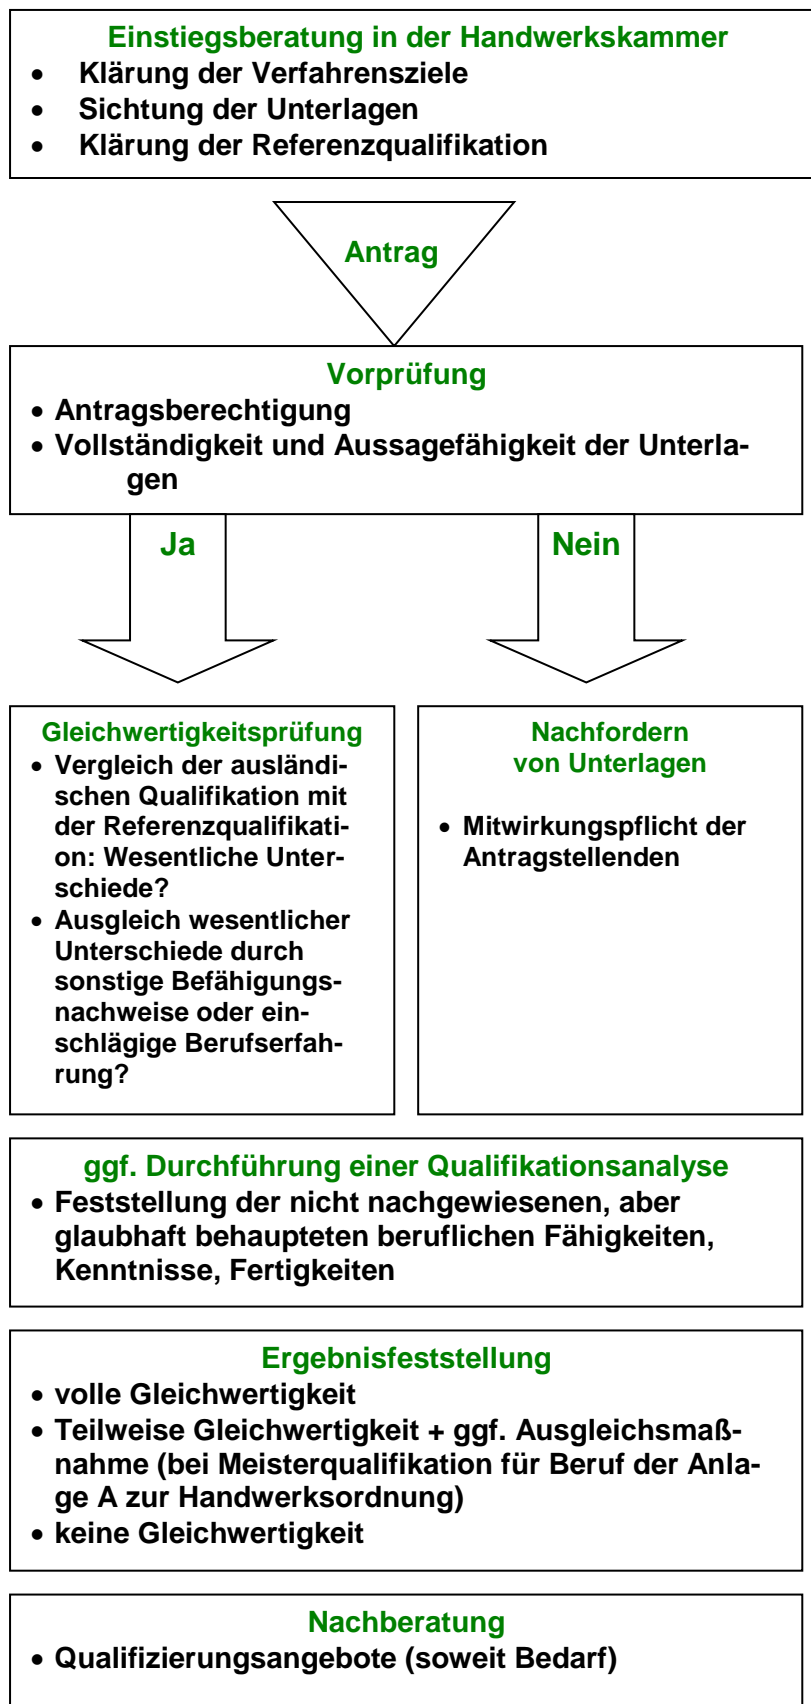 Einstiegsberatung in der Handwerkskammer
• Klärung der Verfahrensziele
• Sichtung der Unterlagen
• Klärung der Referenzqualifikation
Antrag
Vorprüfung
• Antragsberechtigung
• Vollständigkeit und Aussagefähigkeit der Unterla-
gen
Ja
Nein
Gleichwertigkeitsprüfung
• Vergleich der ausländi-
schen Qualifikation mit
der Referenzqualifikati-
on: Wesentliche Unter-
schiede?
• Ausgleich wesentlicher
Unterschiede durch
sonstige Befähigungs-
nachweise oder ein-
schlägige Berufserfah-
rung?
Nachfordern
von Unterlagen
• Mitwirkungspflicht der
Antragstellenden
ggf. Durchführung einer Qualifikationsanalyse
• Feststellung der nicht nachgewiesenen, aber
glaubhaft behaupteten beruflichen Fähigkeiten,
Kenntnisse, Fertigkeiten
Ergebnisfeststellung
• volle Gleichwertigkeit
• Teilweise Gleichwertigkeit + ggf. Ausgleichsmaß-
nahme (bei Meisterqualifikation für Beruf der Anla-
ge A zur Handwerksordnung)
• keine Gleichwertigkeit
Nachberatung
• Qualifizierungsangebote (soweit Bedarf)